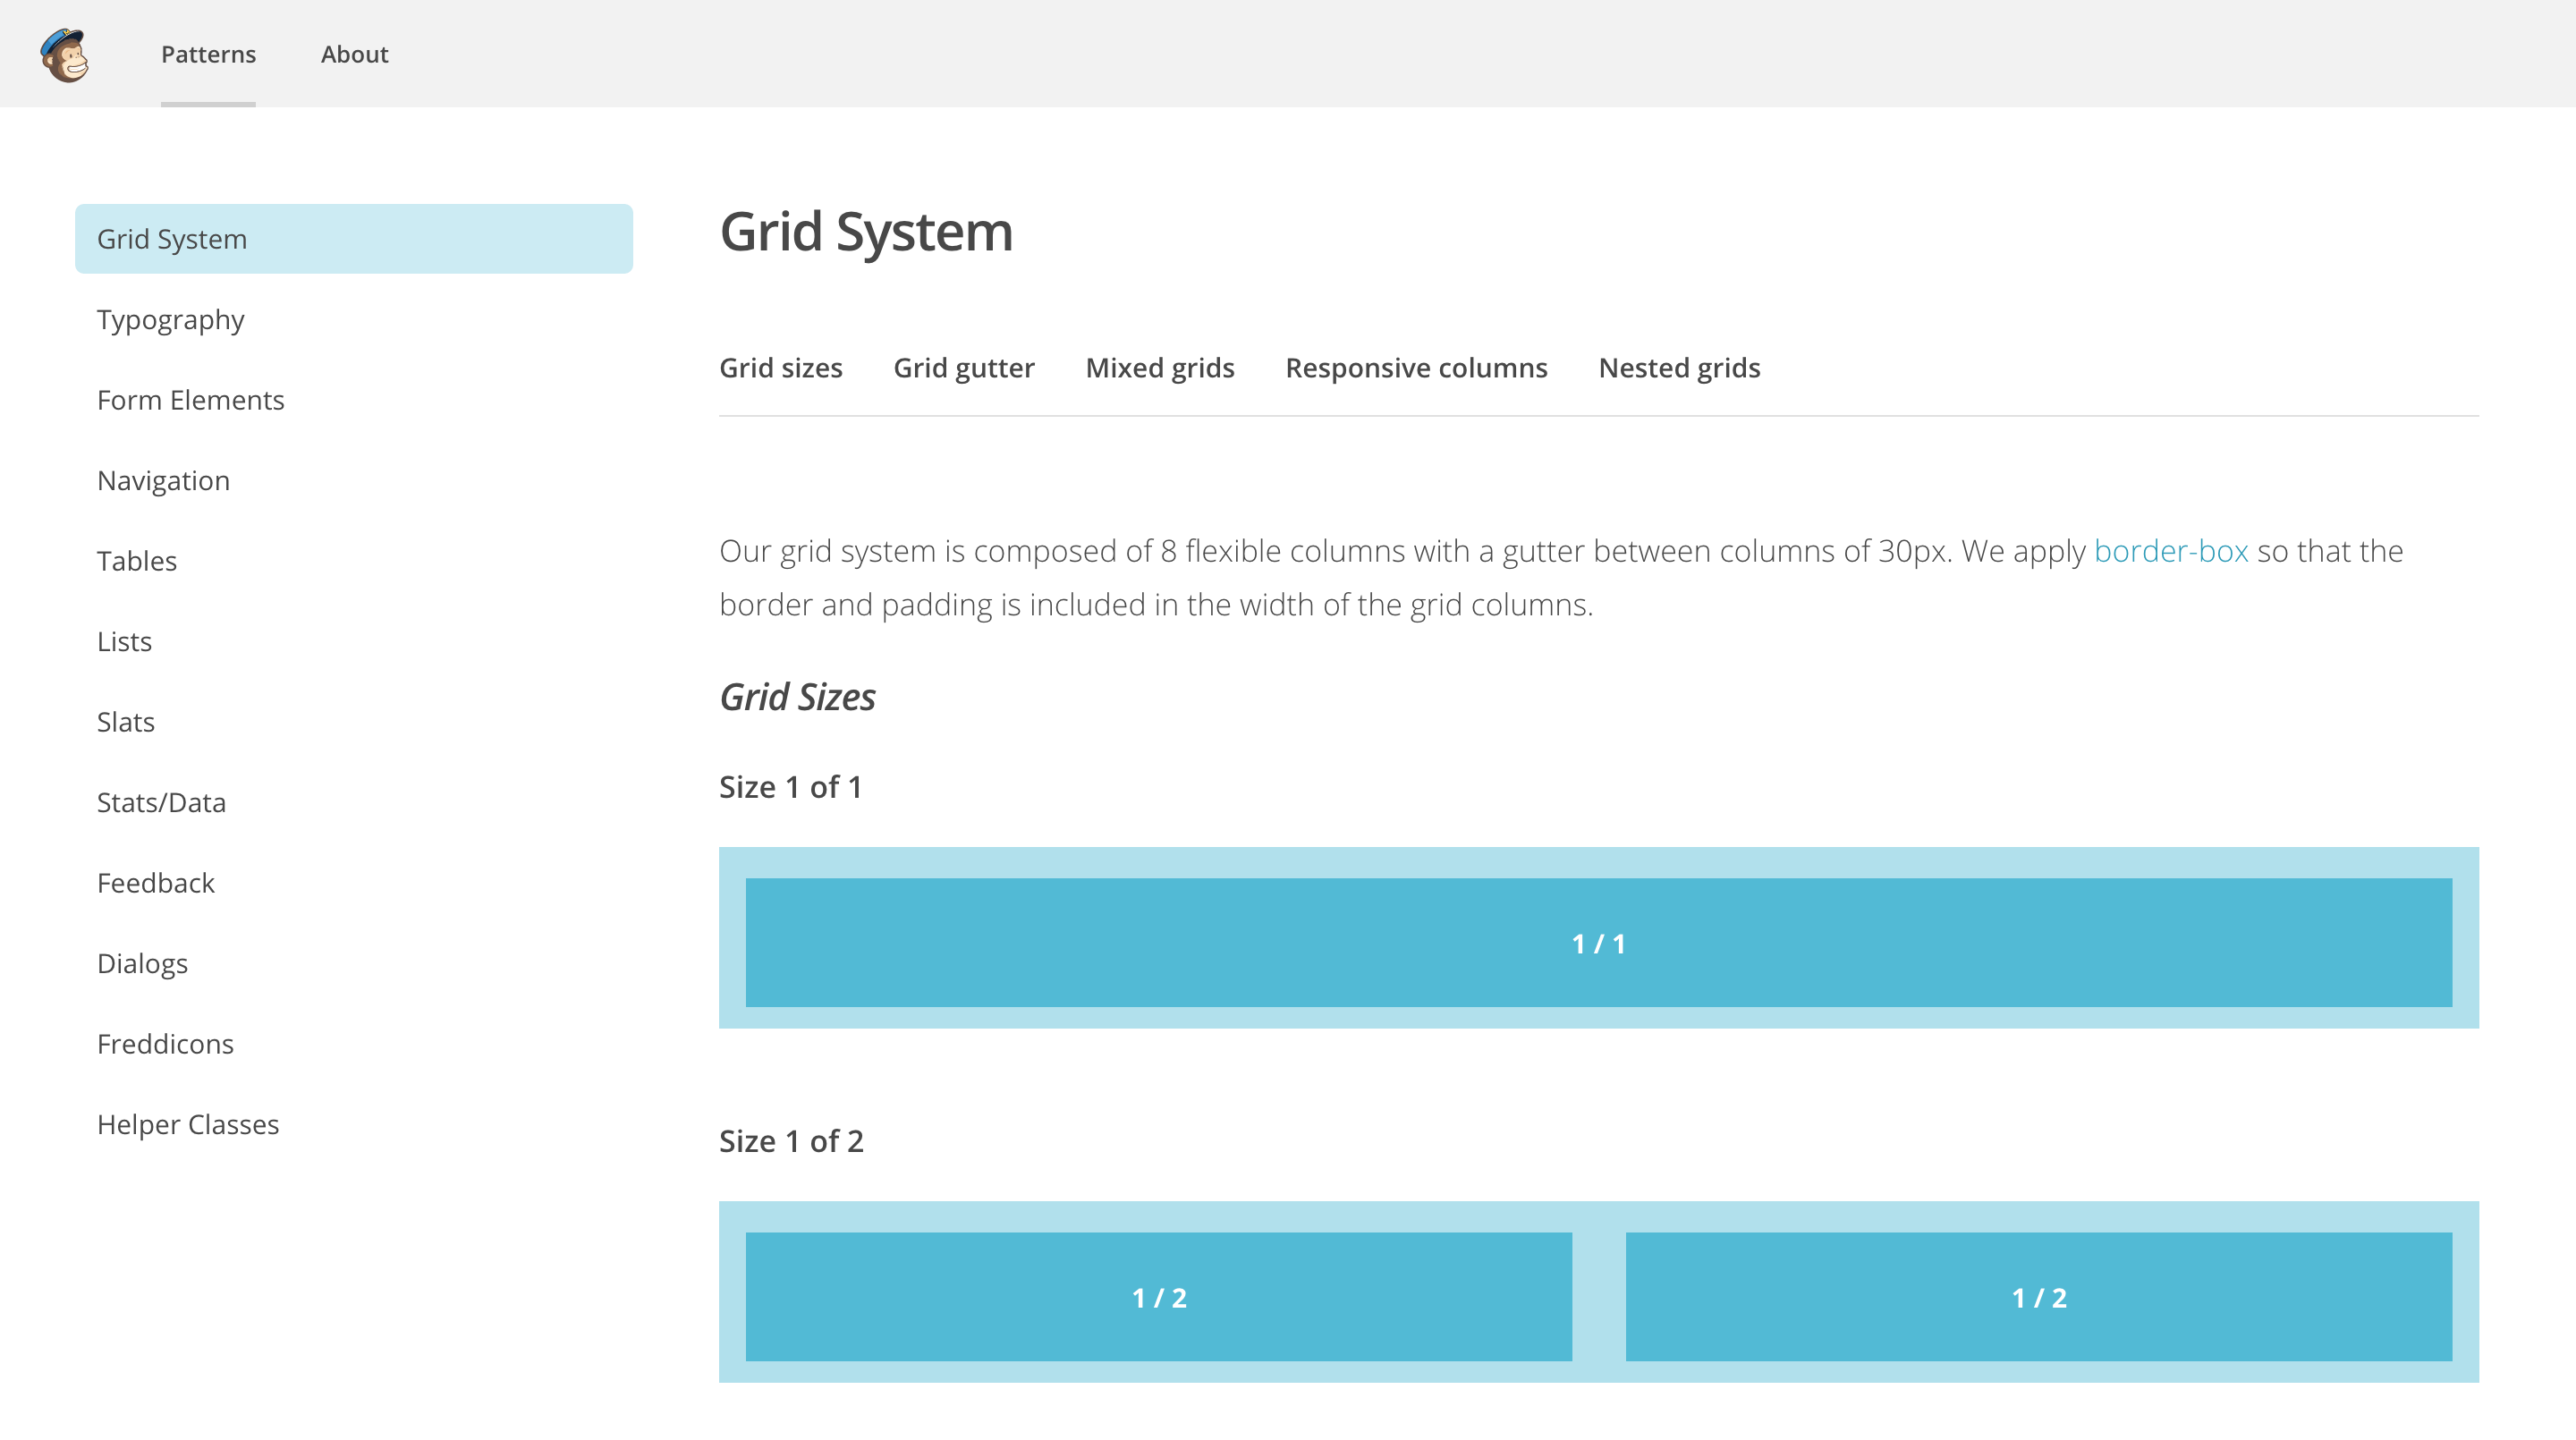 Patterns
About
Grid System
Typography
Form Elements
Navigation
Tables
Lists
Slats
Stats/Data
Feedback
Dialogs
Freddicons
Helper Classes
Grid System
Grid sizes
Grid gutter
Mixed grids
Responsive columns
Nested grids
Our grid system is composed of 8 flexible columns with a gutter between columns of 30px. We apply border-box so that the
border and padding is included in the width of the grid columns.
Grid Sizes
Size 1 of 1
1 / 1
Size 1 of 2
1 / 2
1 / 2